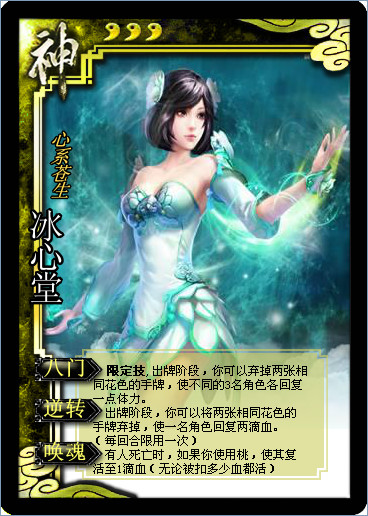 神
心系苍生
冰心堂
八门
限定技,出牌阶段，你可以弃掉两张相
同花色的手牌，使不同的3名角色各回复
一点体力。
逆转
出牌阶段，你可以将两张相同花色的
手牌弃掉，使一名角色回复两滴血。
（每回合限用一次）
唤魂
有人死亡时，如果你使用桃，使其复
活至1滴血（无论被扣多少血都活）